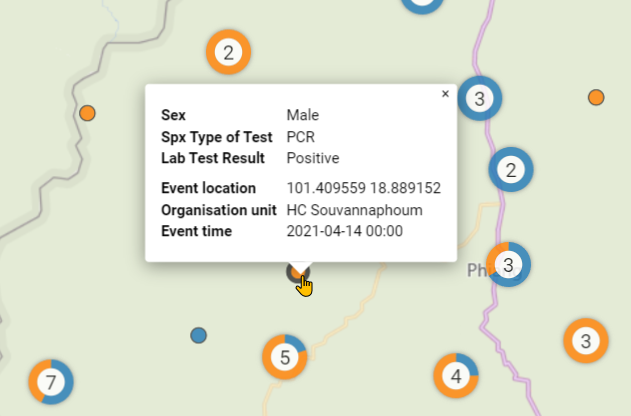 2
3
×
Sex Male
Spx Type of Test PCR
Lab Test Result Positive
Event location 101.409559 18.889152
Organisation unit HC Souvannaphoum
Event time 2021-04-14 00:00
2
3
3
5
4
7